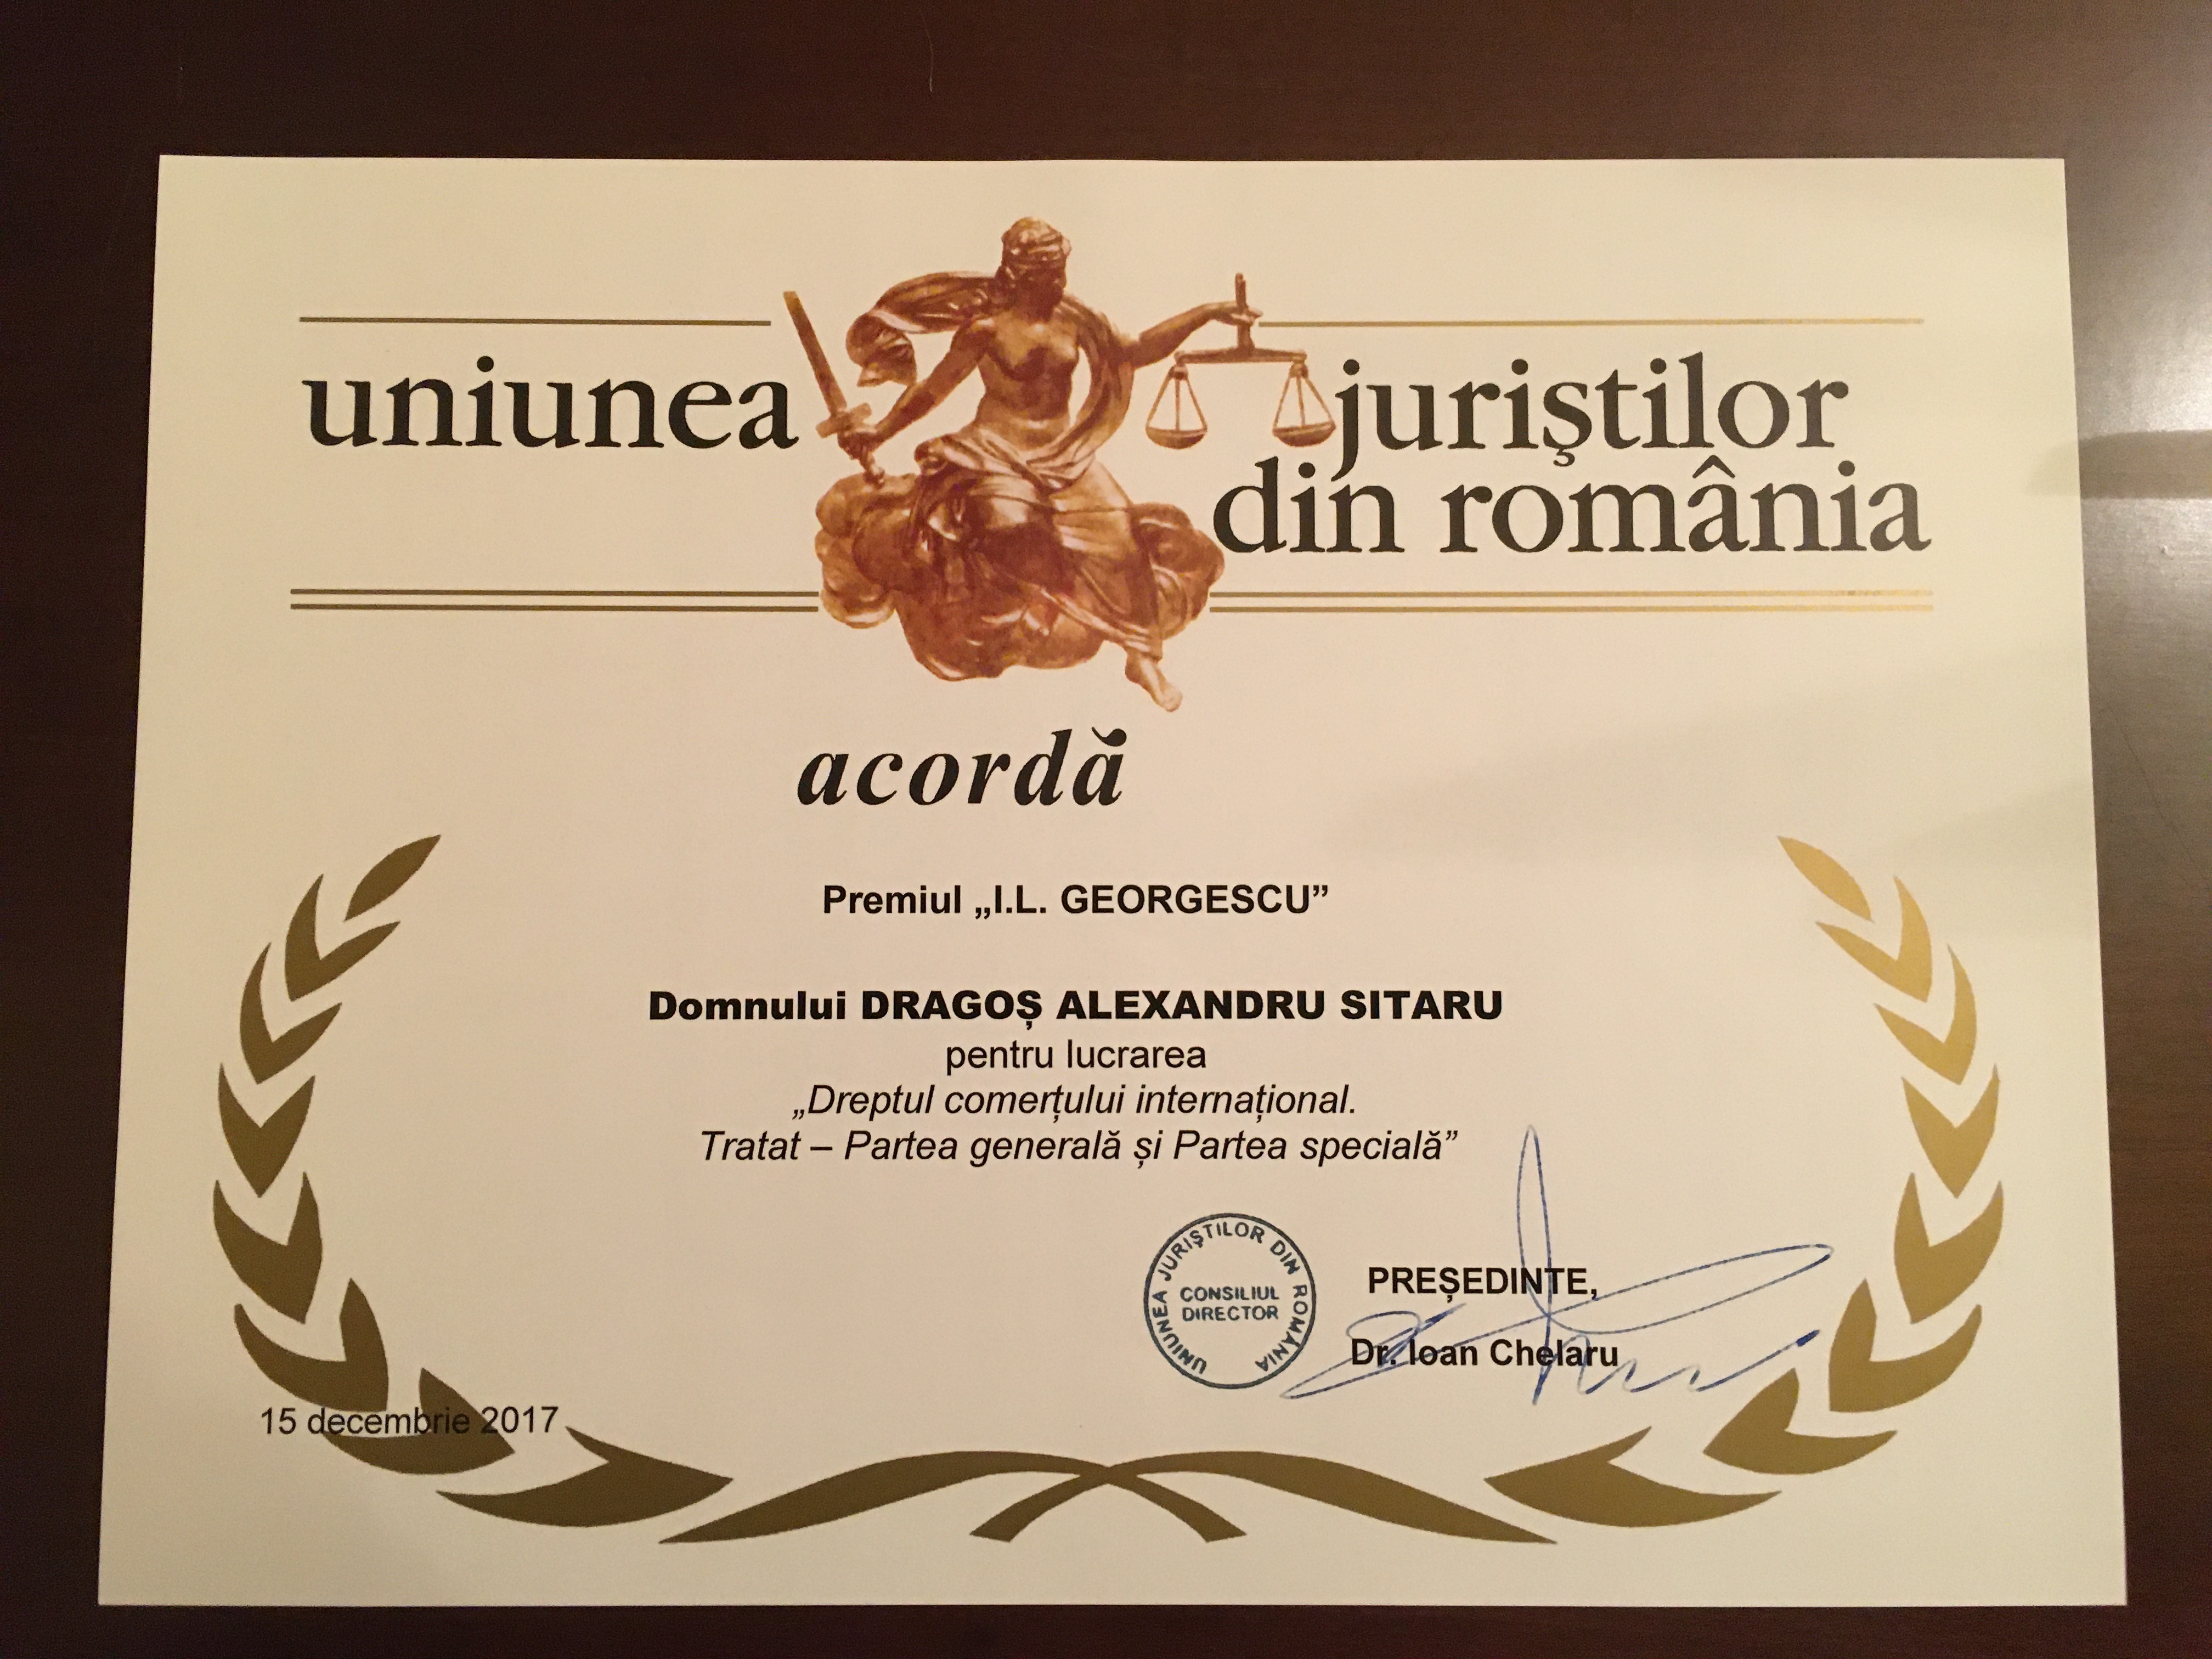 uniunea juriştilor
din românia
acordă
Premiul „I.L. GEORGESCU”
Domnului DRAGOȘ ALEXANDRU SITARU
pentru lucrarea
„Dreptul comerțului internațional.
Tratat – Partea generală și Partea specială”
UNIUNEA JURIŞTILOR DIN ROMÂNIA
CONSILIUL
DIRECTOR
PREȘEDINTE,
Dr. Ioan Chelaru
15 decembrie 2017